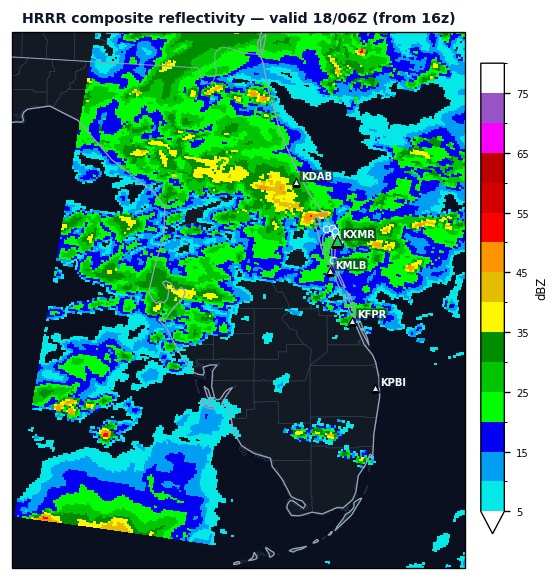 HRRR composite reflectivity — valid 18/06Z (from 16z)
KDAB
KXMR
KMLB
KFPR
KPBI
75
65
55
45
35
25
15
5
dBZ